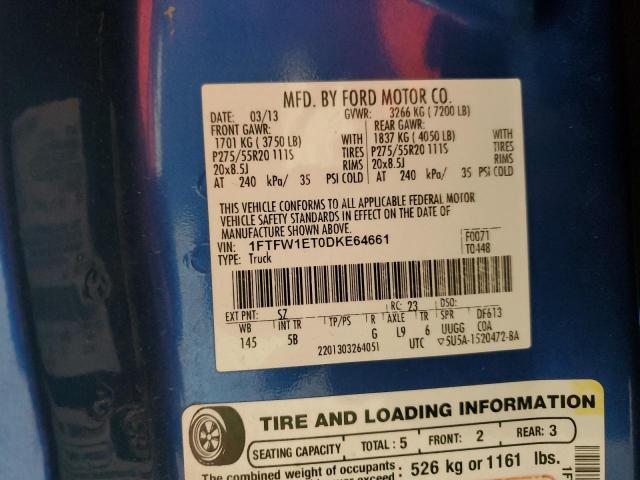 MFD. BY FORD MOTOR CO.
DATE: 03/13 GVWR: 3266 KG ( 7200 LB)
FRONT GAWR: REAR GAWR:
1701 KG ( 3750 LB) WITH 1837 KG ( 4050 LB) WITH
P275/55R20 111S TIRES P275/55R20 111S TIRES
20x8.5J RIMS 20x8.5J RIMS
AT 240 kPa/ 35 PSI COLD AT 240 kPa/ 35 PSI COLD
THIS VEHICLE CONFORMS TO ALL APPLICABLE FEDERAL MOTOR
VEHICLE SAFETY STANDARDS IN EFFECT ON THE DATE OF
MANUFACTURE SHOWN ABOVE.
VIN: 1FTFW1ET0DKE64661 F0071
TYPE: Truck T0448
EXT PNT: SZ RC: 23 DSO:
WB INT TR TP/PS R AXLE TR SPR DF613
145 5B G L9 6 UUGG COA
2201303264051 UTC ▽5U5A-1520472-BA
TIRE AND LOADING INFORMATION
SEATING CAPACITY TOTAL: 5 FRONT: 2 REAR: 3
The combined weight of occupants 526 kg or 1161 lbs.
1F